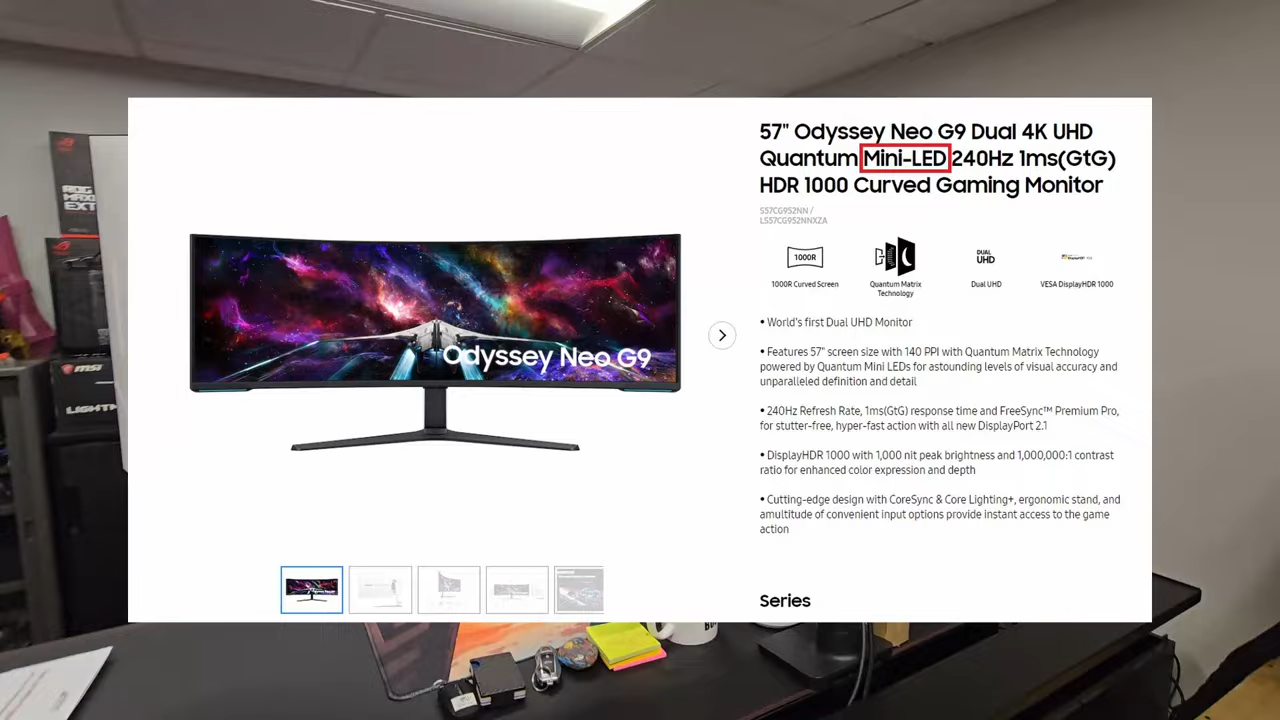 57" Odyssey Neo G9 Dual 4K UHD
Quantum Mini-LED 240Hz 1ms(GtG)
HDR 1000 Curved Gaming Monitor
S57CG952NN /
LS57CG952NNXZA
1000R
DUAL
UHD
1000R Curved Screen
Quantum Matrix
Technology
Dual UHD
VESA DisplayHDR 1000
• World's first Dual UHD Monitor
• Features 57" screen size with 140 PPI with Quantum Matrix Technology
powered by Quantum Mini LEDs for astounding levels of visual accuracy and
unparalleled definition and detail
• 240Hz Refresh Rate, 1ms(GtG) response time and FreeSync™ Premium Pro,
for stutter-free, hyper-fast action with all new DisplayPort 2.1
• DisplayHDR 1000 with 1,000 nit peak brightness and 1,000,000:1 contrast
ratio for enhanced color expression and depth
• Cutting-edge design with CoreSync & Core Lighting+, ergonomic stand, and
amultitude of convenient input options provide instant access to the game
action
Series
Odyssey Neo G9
ROG
MAXI
EXT
msi
LIGHTN